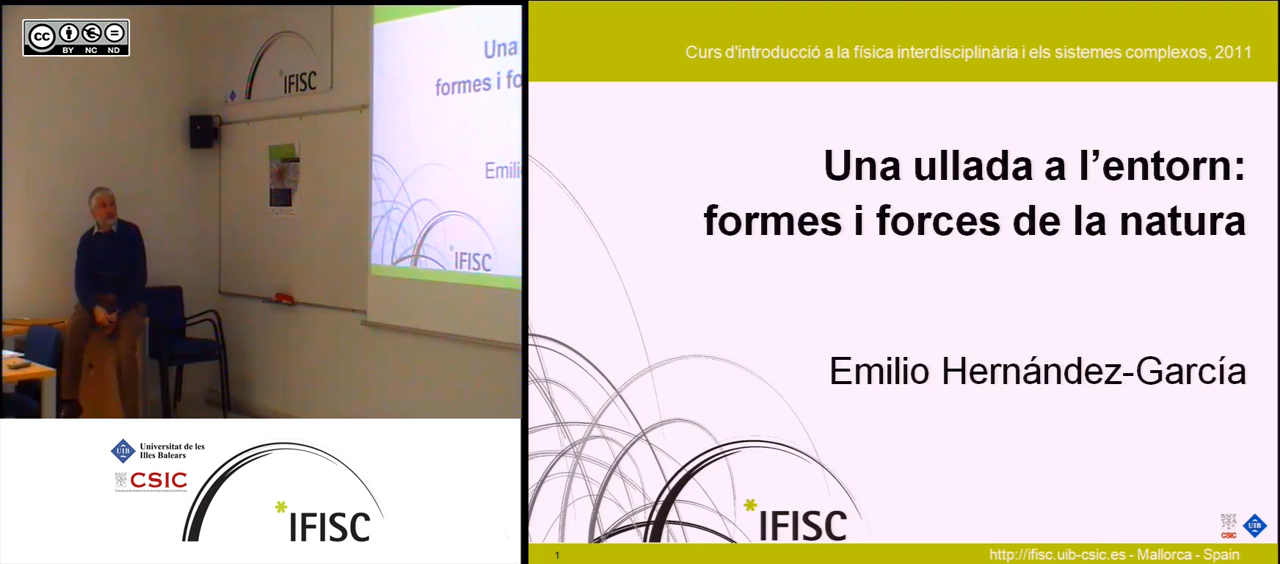 cc
BY NC ND
Una
formes i fo
Emili
*IFISC
*IFISC
UIB
Universitat de les
Illes Balears
CSIC
*IFISC
Curs d'introducció a la física interdisciplinària i els sistemes complexos, 2011
Una ullada a l’entorn:
formes i forces de la natura
Emilio Hernández-García
*IFISC
CSIC
UIB
1
http://ifisc.uib-csic.es - Mallorca - Spain